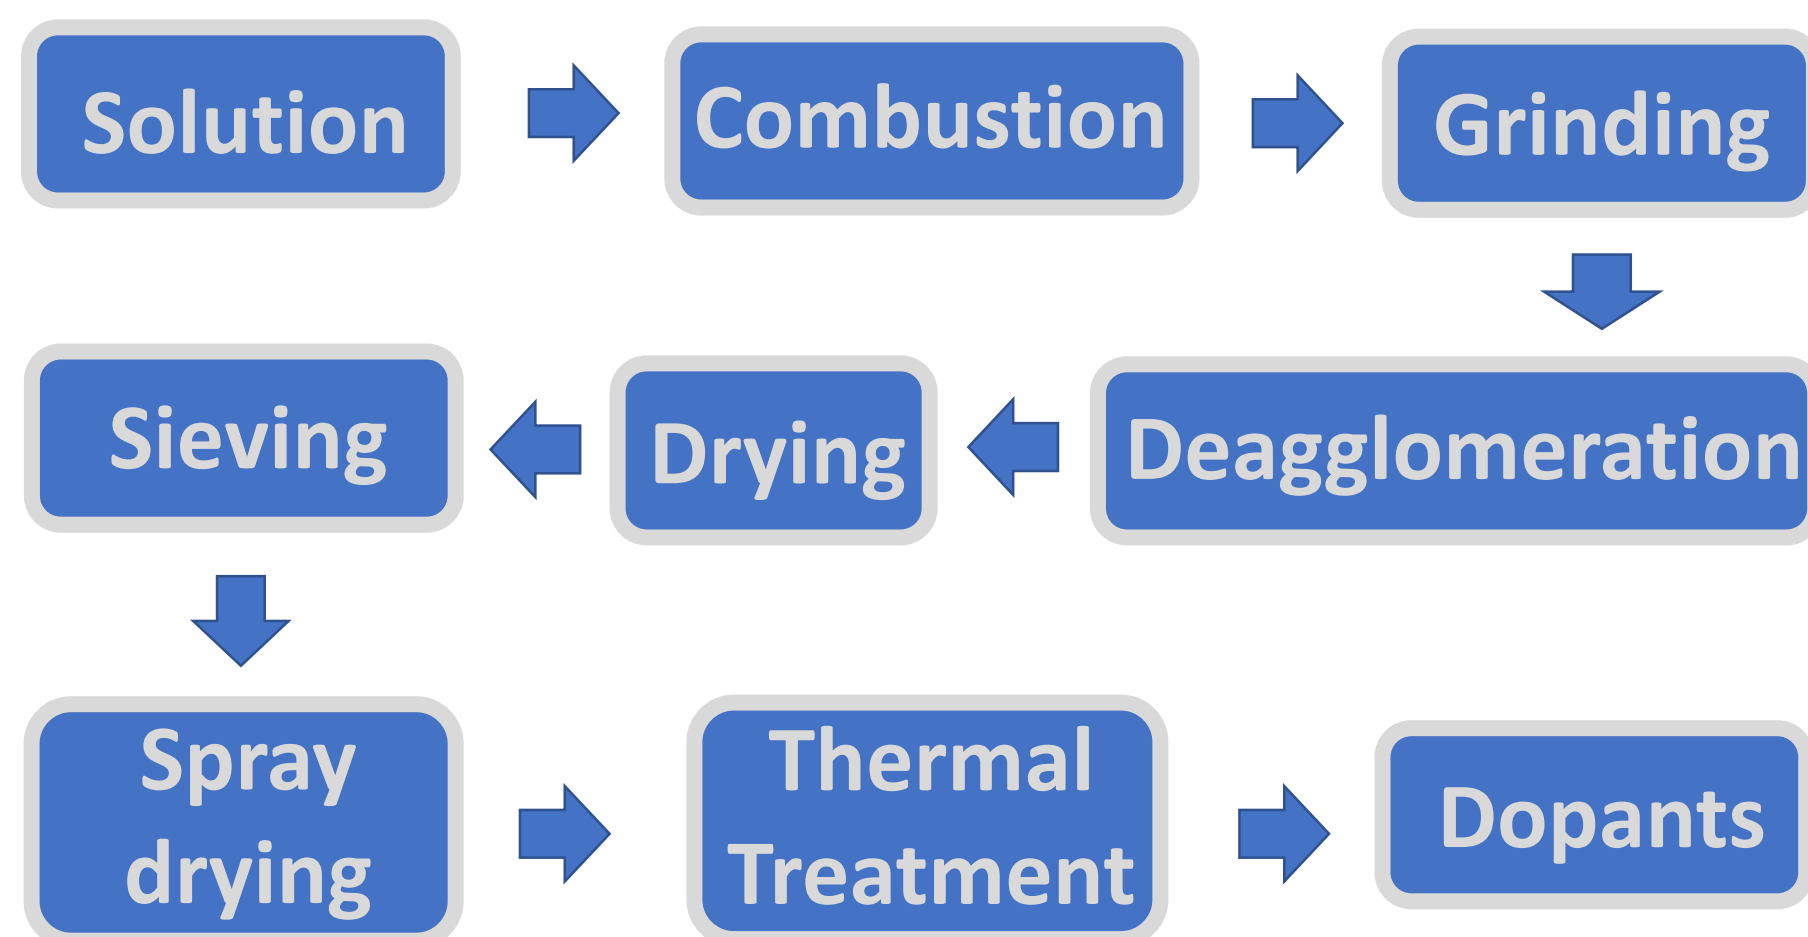 Solution
Combustion
Grinding
Deagglomeration
Drying
Sieving
Spray
drying
Thermal
Treatment
Dopants